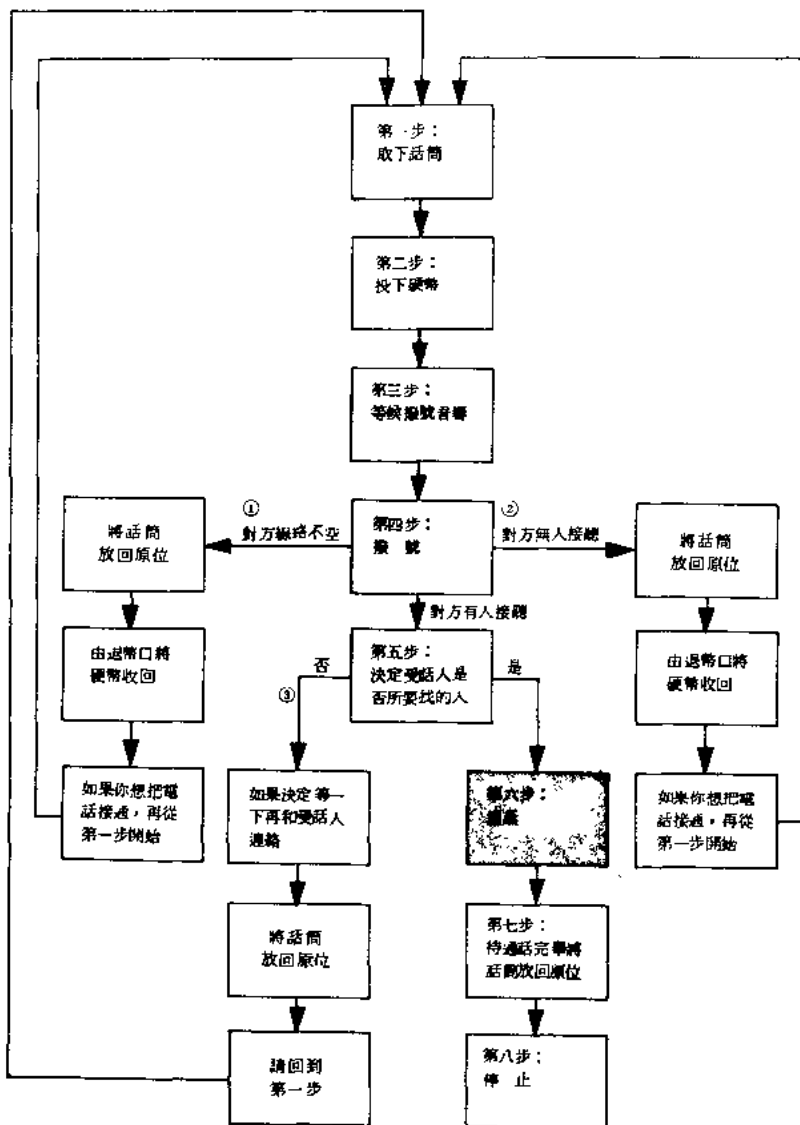 第一步：
取下話筒
第二步：
投下硬幣
第三步：
等候撥號音響
第四步：
撥 號
①
對方線路不空
將話筒
放回原位
由退幣口將
硬幣收回
如果你想把電
話接通，再從
第一步開始
②
對方無人接聽
將話筒
放回原位
由退幣口將
硬幣收回
如果你想把電
話接通，再從
第一步開始
對方有人接聽
第五步：
決定受話人是
否所要找的人
否
③
如果決定等一
下再和受話人
連絡
將話筒
放回原位
請回到
第一步
是
第六步：
第七步：
待通話完畢將
話筒放回原位
第八步：
停 止